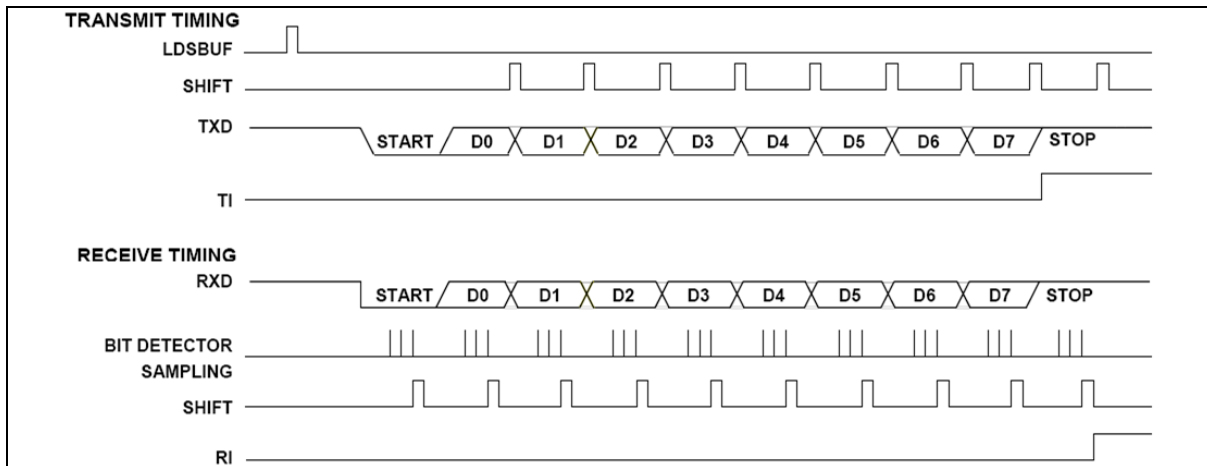 TRANSMIT TIMING
LDSBUF
SHIFT
TXD START D0 D1 D2 D3 D4 D5 D6 D7 STOP
TI
RECEIVE TIMING
RXD START D0 D1 D2 D3 D4 D5 D6 D7 STOP
BIT DETECTOR
SAMPLING
SHIFT
RI